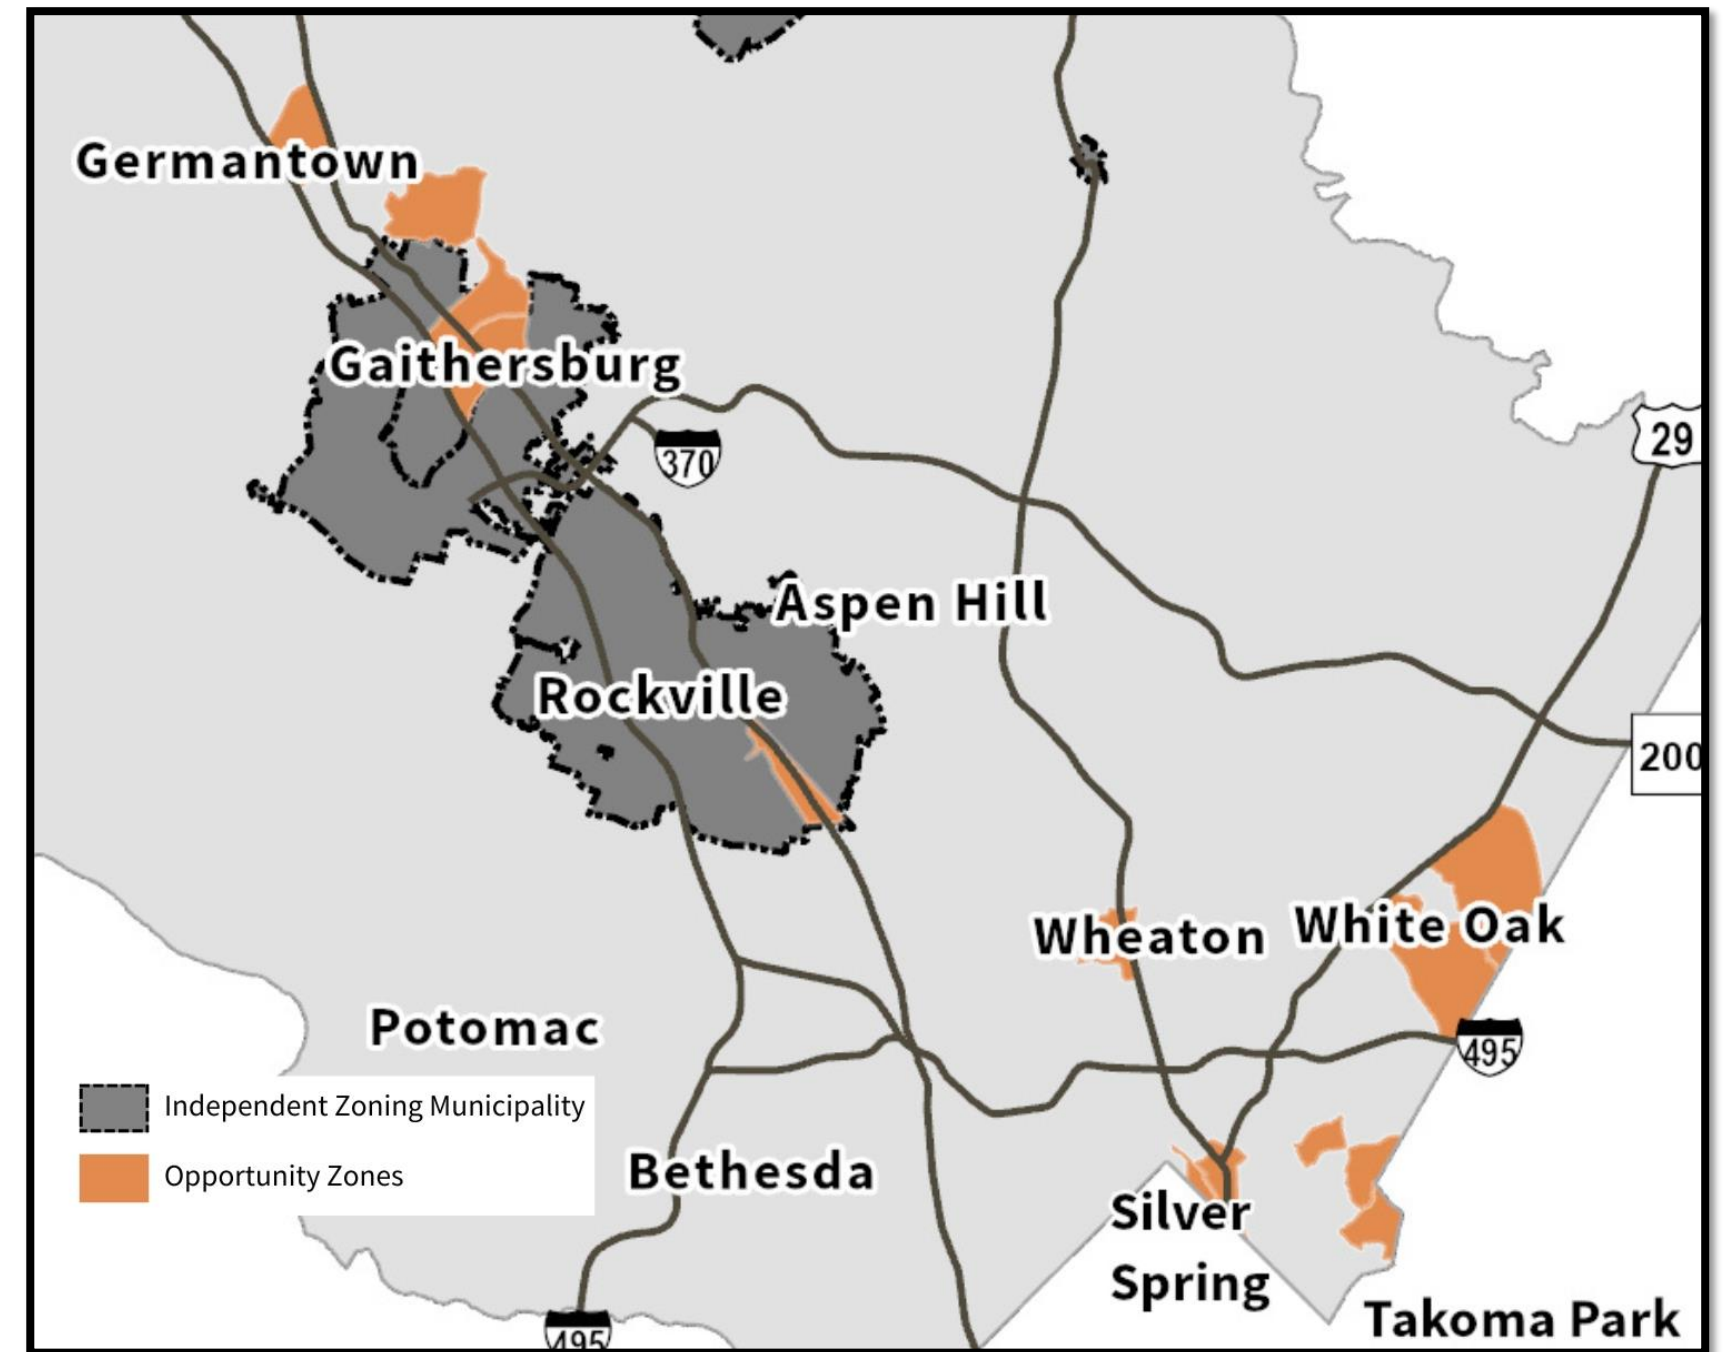 Germantown
Gaithersburg
370
29
Aspen Hill
Rockville
200
Wheaton
White Oak
Potomac
495
Independent Zoning Municipality
Opportunity Zones
Bethesda
Silver
Spring
Takoma Park
495